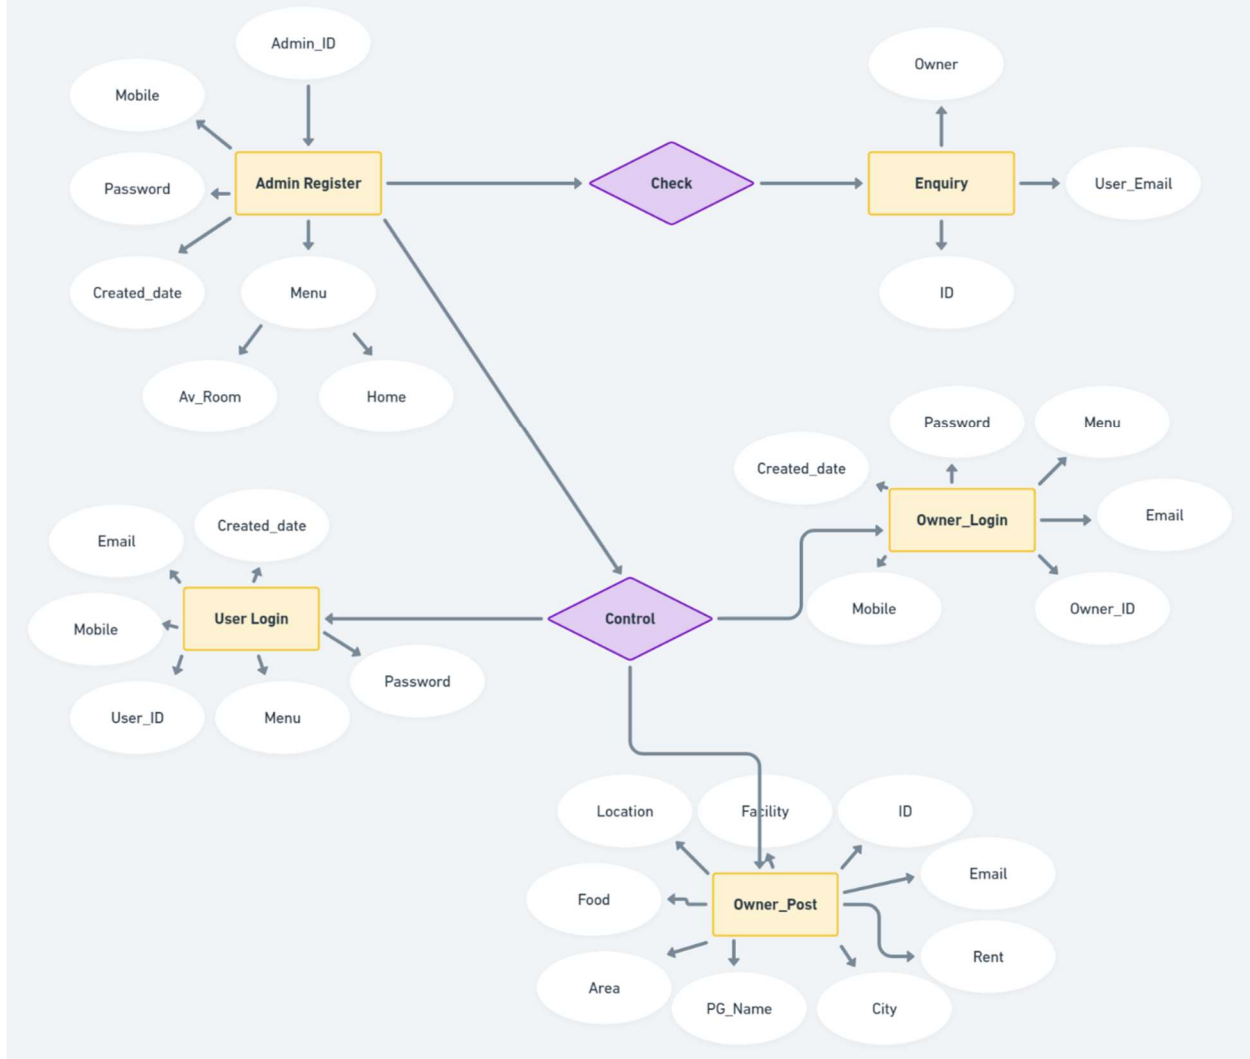 Admin_ID
Mobile
Password
Created_date
Admin Register
Menu
Av_Room
Home
Check
Owner
Enquiry
User_Email
ID
Created_date
Password
Menu
Owner_Login
Email
Mobile
Owner_ID
Control
Email
Created_date
Mobile
User Login
Password
User_ID
Menu
Location
Facility
ID
Food
Owner_Post
Email
Rent
Area
PG_Name
City